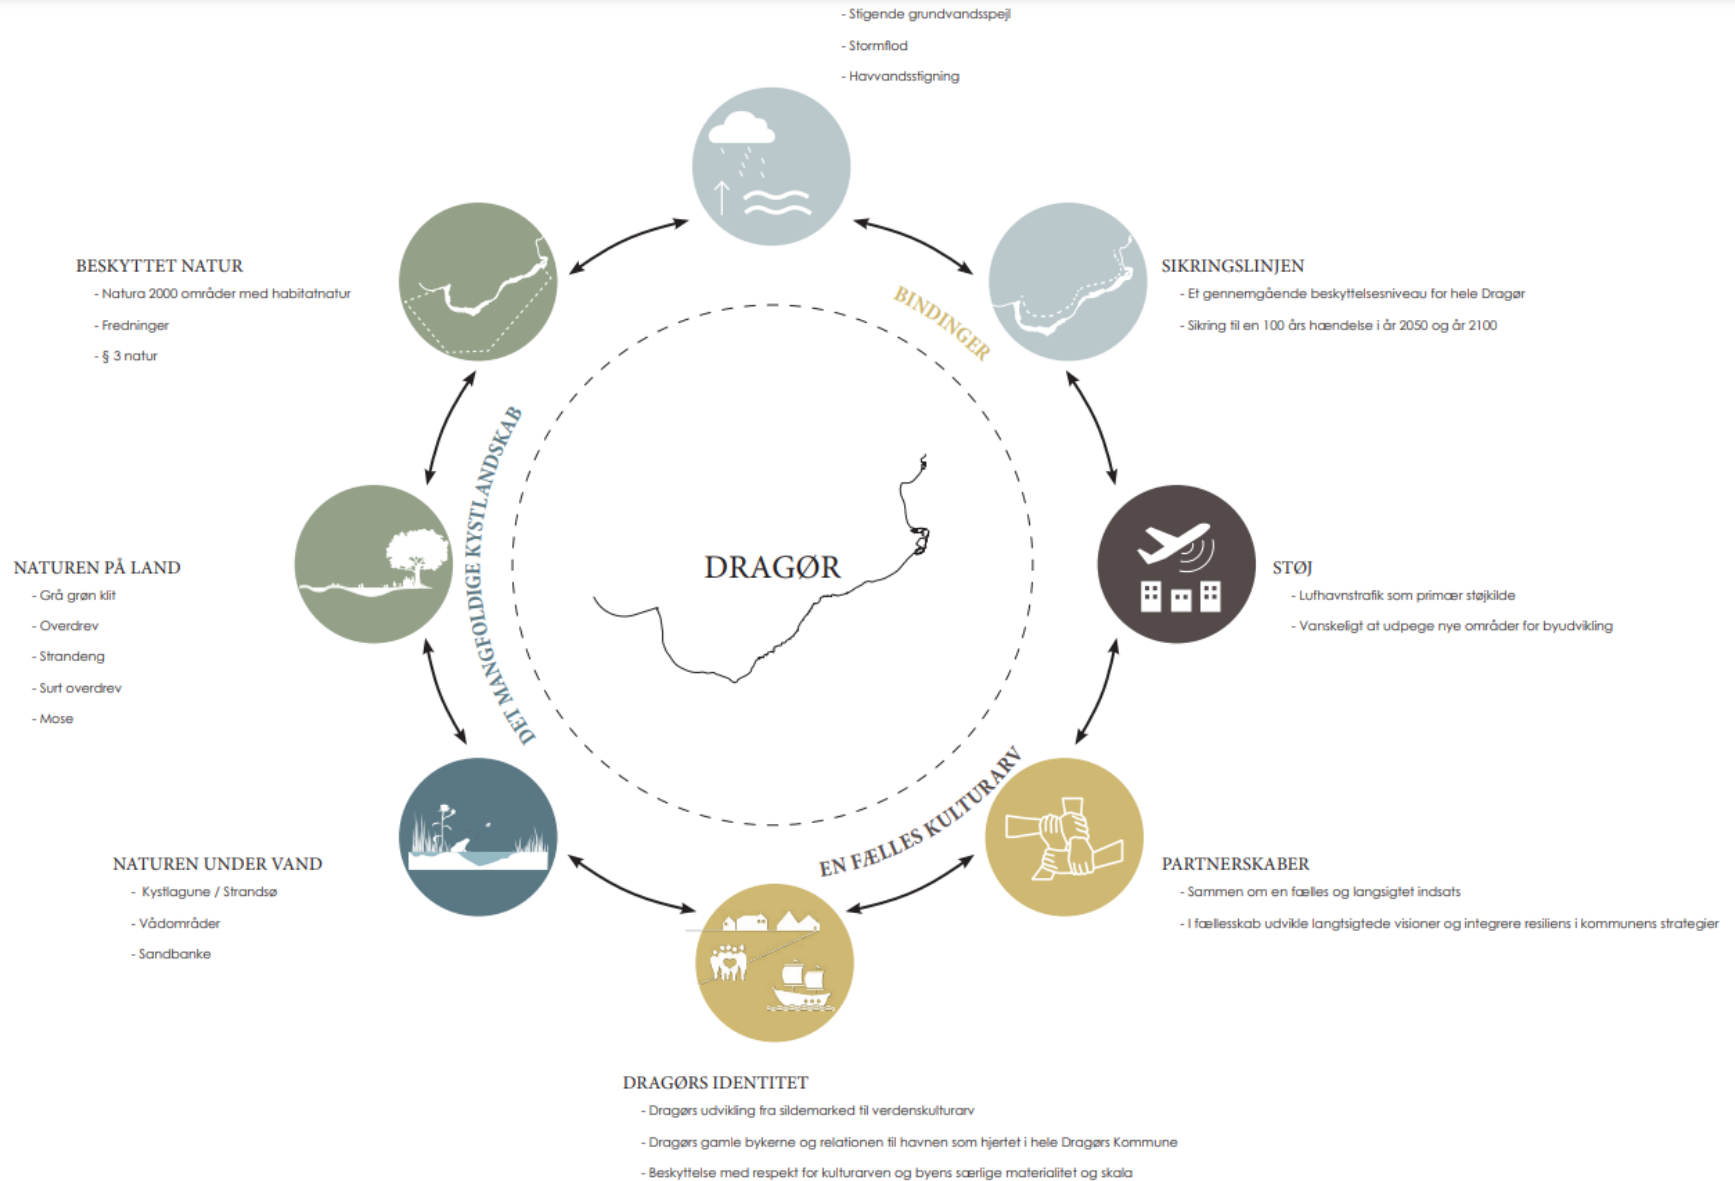 - Stigende grundvandsspejl
- Stormflod
- Havvandsstigning
BESKYTTET NATUR
- Natura 2000 områder med habitatnatur
- Fredninger
- § 3 natur
SIKRINGSLINJEN
- Et gennemgående beskyttelsesniveau for hele Dragør
- Sikring til en 100 års hændelse i år 2050 og år 2100
BINDINGER
DET MANGFOLDIGE KYSTLANDSKAB
DRAGØR
NATUREN PÅ LAND
- Grå grøn klit
- Overdrev
- Strandeng
- Surt overdrev
- Mose
STØJ
- Lufhavnstrafik som primær støjkilde
- Vanskeligt at udpege nye områder for byudvikling
EN FÆLLES KULTURARV
NATUREN UNDER VAND
- Kystlagune / Strandsø
- Vådområder
- Sandbanke
PARTNERSKABER
- Sammen om en fælles og langsigtet indsats
- I fællesskab udvikle langtsigtede visioner og integrere resiliens i kommunens strategier
DRAGØRS IDENTITET
- Dragørs udvikling fra sildemarked til verdenskulturarv
- Dragørs gamle bykerne og relationen til havnen som hjertet i hele Dragørs Kommune
- Beskyttelse med respekt for kulturarven og byens særlige materialitet og skala